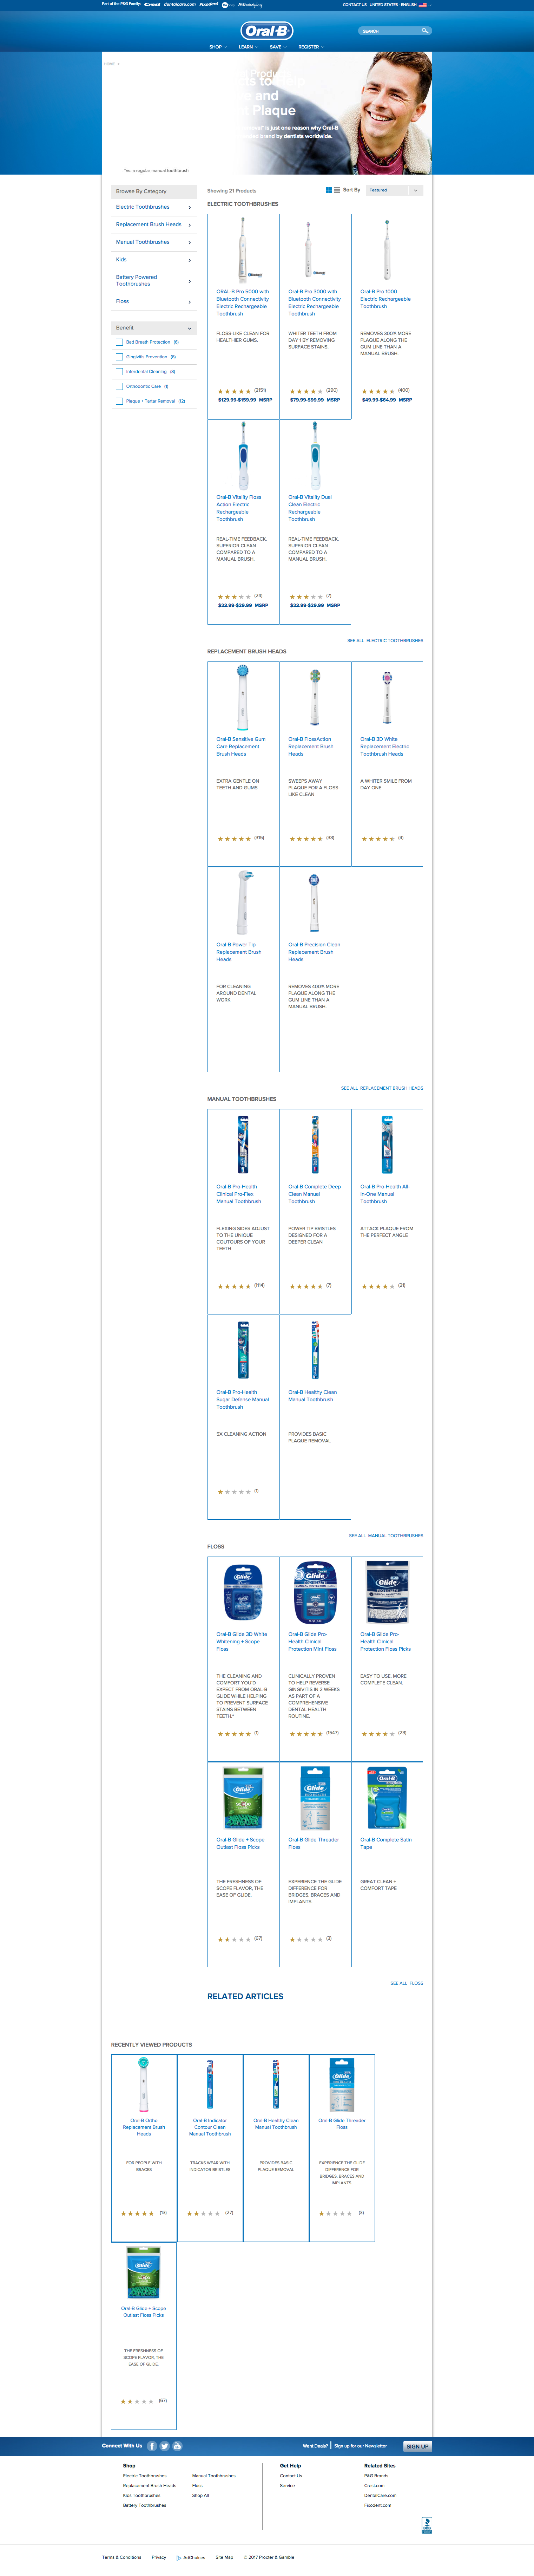 Part of the P&G Family: Crest dentalcare.com Fixodent P&G everyday
CONTACT US | UNITED STATES - ENGLISH
Oral-B
SEARCH
SHOP LEARN SAVE REGISTER
HOME
*vs. a regular manual toothbrush
is just one reason why Oral-B
brand by dentists worldwide.
Plaque
Browse By Category
Electric Toothbrushes
Replacement Brush Heads
Manual Toothbrushes
Kids
Battery Powered
Toothbrushes
Floss
Benefit
Bad Breath Protection (6)
Gingivitis Prevention (6)
Interdental Cleaning (3)
Orthodontic Care (1)
Plaque + Tartar Removal (12)
Showing 21 Products
Sort By Featured
ELECTRIC TOOTHBRUSHES
ORAL-B Pro 5000 with
Bluetooth Connectivity
Electric Rechargeable
Toothbrush
FLOSS-LIKE CLEAN FOR
HEALTHIER GUMS.
(2151)
$129.99-$159.99 MSRP
Oral-B Pro 3000 with
Bluetooth Connectivity
Electric Rechargeable
Toothbrush
WHITER TEETH FROM
DAY 1 BY REMOVING
SURFACE STAINS.
(290)
$79.99-$99.99 MSRP
Oral-B Pro 1000
Electric Rechargeable
Toothbrush
REMOVES 300% MORE
PLAQUE ALONG THE
GUM LINE THAN A
MANUAL BRUSH.
(400)
$49.99-$64.99 MSRP
Oral-B Vitality Floss
Action Electric
Rechargeable
Toothbrush
REAL-TIME FEEDBACK.
SUPERIOR CLEAN
COMPARED TO A
MANUAL BRUSH.
(24)
$23.99-$29.99 MSRP
Oral-B Vitality Dual
Clean Electric
Rechargeable
Toothbrush
REAL-TIME FEEDBACK.
SUPERIOR CLEAN
COMPARED TO A
MANUAL BRUSH.
(7)
$23.99-$29.99 MSRP
SEE ALL ELECTRIC TOOTHBRUSHES
REPLACEMENT BRUSH HEADS
Oral-B Sensitive Gum
Care Replacement
Brush Heads
EXTRA GENTLE ON
TEETH AND GUMS
(315)
Oral-B FlossAction
Replacement Brush
Heads
SWEEPS AWAY
PLAQUE FOR A FLOSS-
LIKE CLEAN
(33)
Oral-B 3D White
Replacement Electric
Toothbrush Heads
A WHITER SMILE FROM
DAY ONE
(4)
Oral-B Power Tip
Replacement Brush
Heads
FOR CLEANING
AROUND DENTAL
WORK
Oral-B Precision Clean
Replacement Brush
Heads
REMOVES 400% MORE
PLAQUE ALONG THE
GUM LINE THAN A
MANUAL BRUSH.
SEE ALL REPLACEMENT BRUSH HEADS
MANUAL TOOTHBRUSHES
Oral-B Pro-Health
Clinical Pro-Flex
Manual Toothbrush
FLEXING SIDES ADJUST
TO THE UNIQUE
COUTOURS OF YOUR
TEETH
(1114)
Oral-B Complete Deep
Clean Manual
Toothbrush
POWER TIP BRISTLES
DESIGNED FOR A
DEEPER CLEAN
(7)
Oral-B Pro-Health All-
In-One Manual
Toothbrush
ATTACK PLAQUE FROM
THE PERFECT ANGLE
(21)
Oral-B Pro-Health
Sugar Defense Manual
Toothbrush
5X CLEANING ACTION
(1)
Oral-B Healthy Clean
Manual Toothbrush
PROVIDES BASIC
PLAQUE REMOVAL
SEE ALL MANUAL TOOTHBRUSHES
FLOSS
Oral-B Glide 3D White
Whitening + Scope
Floss
THE CLEANING AND
COMFORT YOU'D
EXPECT FROM ORAL-B
GLIDE WHILE HELPING
TO PREVENT SURFACE
STAINS BETWEEN
TEETH.*
(1)
Oral-B Glide Pro-
Health Clinical
Protection Mint Floss
CLINICALLY PROVEN
TO HELP REVERSE
GINGIVITIS IN 2 WEEKS
AS PART OF A
COMPREHENSIVE
DENTAL HEALTH
ROUTINE.
(1547)
Oral-B Glide Pro-
Health Clinical
Protection Floss Picks
EASY TO USE. MORE
COMPLETE CLEAN.
(23)
Oral-B Glide + Scope
Outlast Floss Picks
THE FRESHNESS OF
SCOPE FLAVOR, THE
EASE OF GLIDE.
(67)
Oral-B Glide Threader
Floss
EXPERIENCE THE GLIDE
DIFFERENCE FOR
BRIDGES, BRACES AND
IMPLANTS.
(3)
Oral-B Complete Satin
Tape
GREAT CLEAN +
COMFORT TAPE
SEE ALL FLOSS
RELATED ARTICLES
RECENTLY VIEWED PRODUCTS
Oral-B Ortho
Replacement Brush
Heads
FOR PEOPLE WITH
BRACES
(13)
Oral-B Indicator
Contour Clean
Manual Toothbrush
TRACKS WEAR WITH
INDICATOR BRISTLES
(27)
Oral-B Healthy Clean
Manual Toothbrush
PROVIDES BASIC
PLAQUE REMOVAL
Oral-B Glide Threader
Floss
EXPERIENCE THE GLIDE
DIFFERENCE FOR
BRIDGES, BRACES AND
IMPLANTS.
(3)
Oral-B Glide + Scope
Outlast Floss Picks
THE FRESHNESS OF
SCOPE FLAVOR, THE
EASE OF GLIDE.
(67)
Connect With Us
Want Deals? Sign up for our Newsletter SIGN UP
Shop
Electric Toothbrushes
Replacement Brush Heads
Kids Toothbrushes
Battery Toothbrushes
Manual Toothbrushes
Floss
Shop All
Get Help
Contact Us
Service
Related Sites
P&G Brands
Crest.com
DentalCare.com
Fixodent.com
Terms & Conditions Privacy AdChoices Site Map © 2017 Procter & Gamble